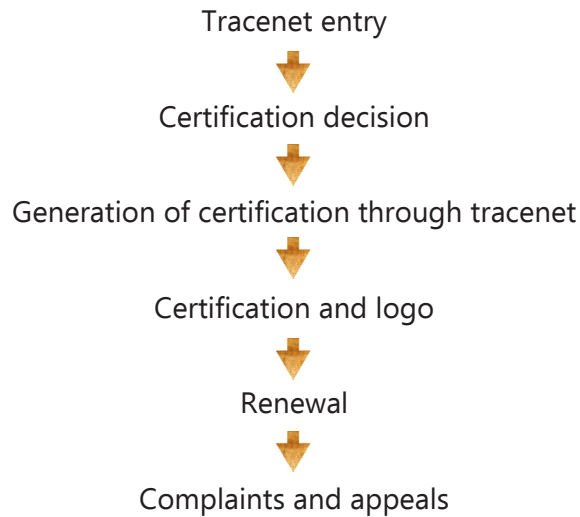 Tracenet entry
Certification decision
Generation of certification through tracenet
Certification and logo
Renewal
Complaints and appeals